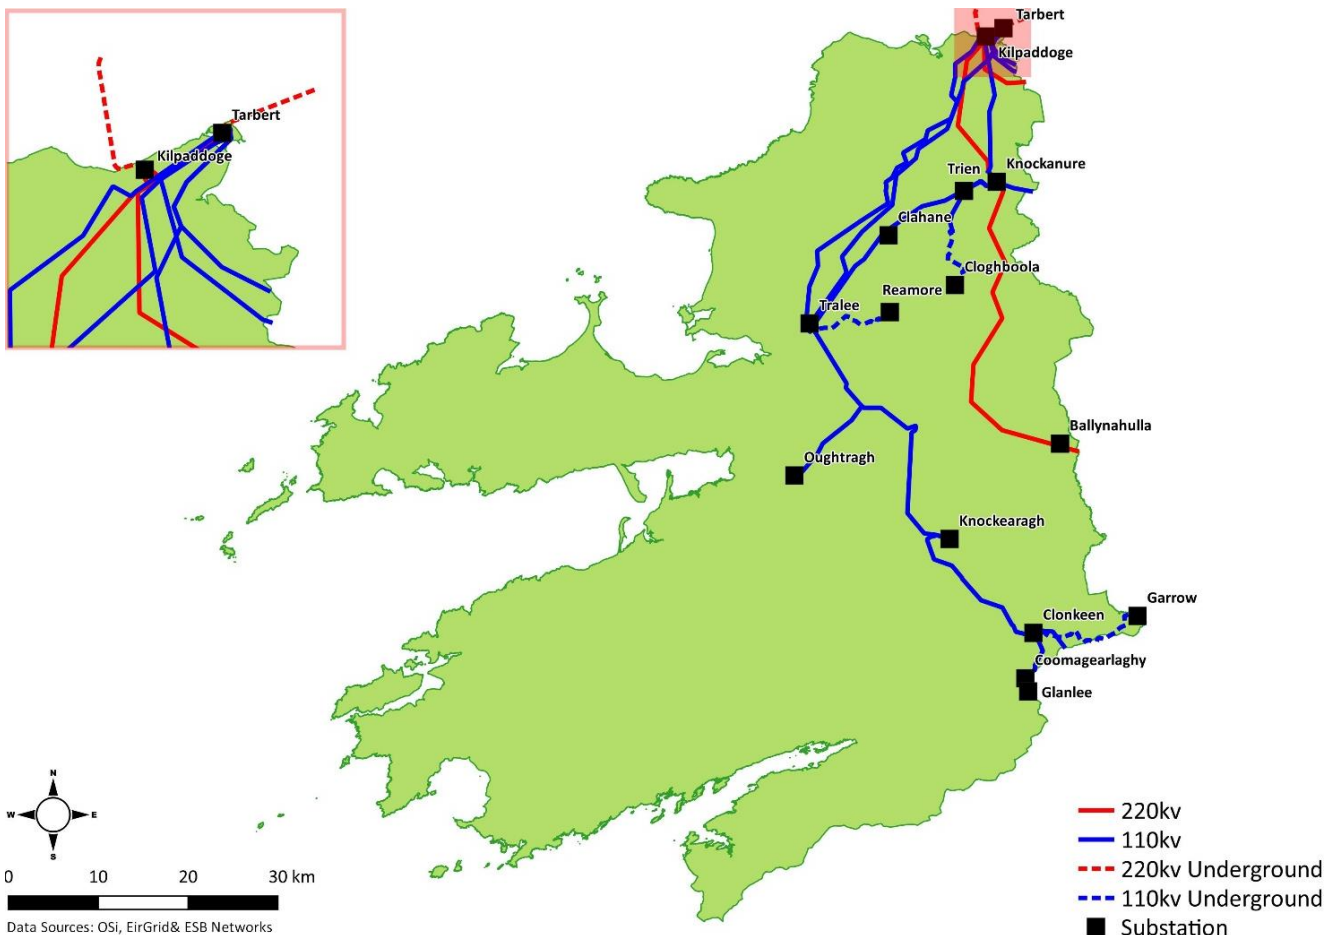 Tarbert
Kilpaddoge
Tarbert
Kilpaddoge
Knockanure
Trien
Clahane
Cloghboola
Reamore
Tralee
Ballynahulla
Oughtragh
Knockearagh
Garrow
Clonkeen
Coomagearlaghy
Glanlee
N
W E
S
0 10 20 30 km
Data Sources: OSi, EirGrid& ESB Networks
220kv
110kv
220kv Underground
110kv Underground
Substation